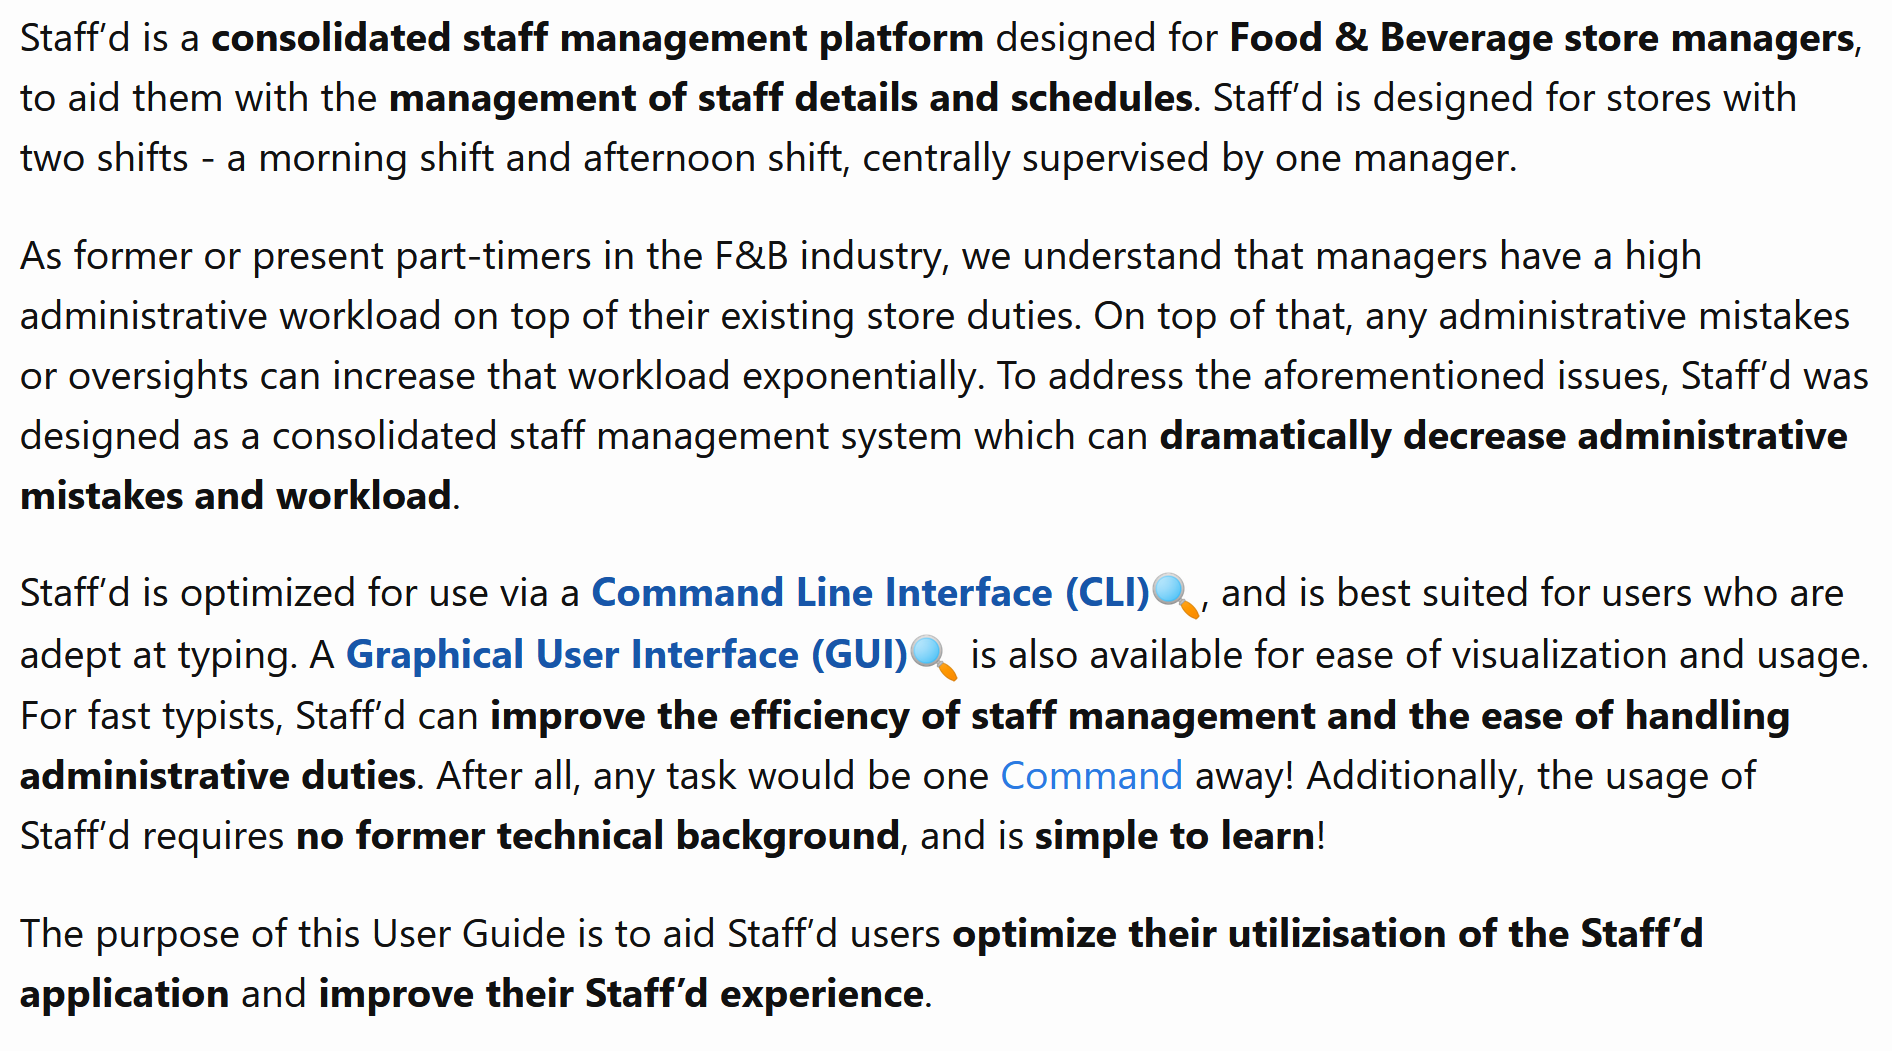 Staff’d is a consolidated staff management platform designed for Food & Beverage store managers,
to aid them with the management of staff details and schedules. Staff’d is designed for stores with
two shifts - a morning shift and afternoon shift, centrally supervised by one manager.
As former or present part-timers in the F&B industry, we understand that managers have a high
administrative workload on top of their existing store duties. On top of that, any administrative mistakes
or oversights can increase that workload exponentially. To address the aforementioned issues, Staff’d was
designed as a consolidated staff management system which can dramatically decrease administrative
mistakes and workload.
Staff’d is optimized for use via a Command Line Interface (CLI)🔍, and is best suited for users who are
adept at typing. A Graphical User Interface (GUI)🔍 is also available for ease of visualization and usage.
For fast typists, Staff’d can improve the efficiency of staff management and the ease of handling
administrative duties. After all, any task would be one Command away! Additionally, the usage of
Staff’d requires no former technical background, and is simple to learn!
The purpose of this User Guide is to aid Staff’d users optimize their utilizisation of the Staff’d
application and improve their Staff’d experience.